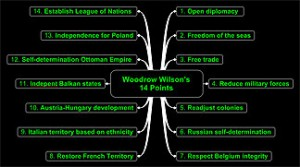 Woodrow Wilson's
14 Points
1. Open diplomacy
2. Freedom of the seas
3. Free trade
4. Reduce military forces
5. Readjust colonies
6. Russian self-determination
7. Respect Belgium integrity
8. Restore French Territory
9. Italian territory based on ethnicity
10. Austria-Hungary development
11. Indepent Balkan states
12. Self-determination Ottoman Empire
13. Independence for Poland
14. Establish League of Nations